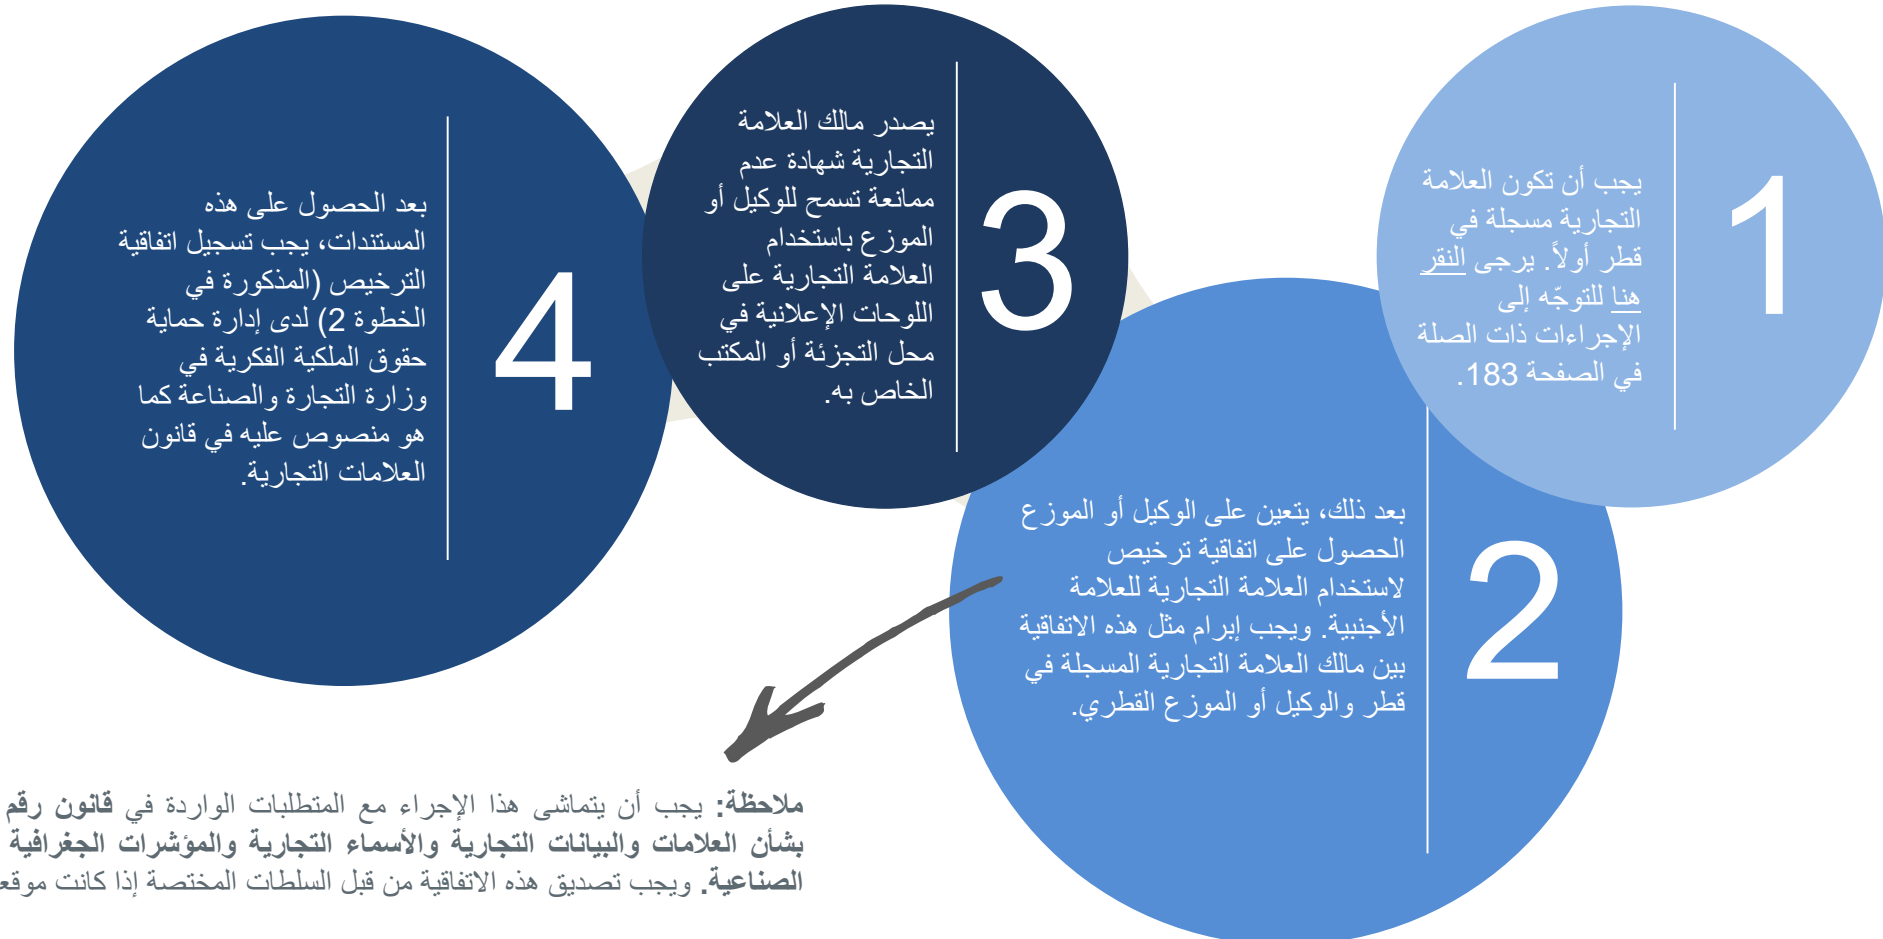 1
يجب أن تكون العلامة
التجارية مسجلة في
قطر أولاً. يرجى النقر
هنا للتوجّه إلى
الإجراءات ذات الصلة
في الصفحة 183.
2
بعد ذلك، يتعين على الوكيل أو الموزع
الحصول على اتفاقية ترخيص
لاستخدام العلامة التجارية للعلامة
الأجنبية. ويجب إبرام مثل هذه الاتفاقية
بين مالك العلامة التجارية المسجلة في
قطر والوكيل أو الموزع القطري.
3
يصدر مالك العلامة
التجارية شهادة عدم
ممانعة تسمح للوكيل أو
الموزع باستخدام
العلامة التجارية على
اللوحات الإعلانية في
محل التجزئة أو المكتب
الخاص به.
4
بعد الحصول على هذه
المستندات، يجب تسجيل اتفاقية
الترخيص (المذكورة في
الخطوة 2) لدى إدارة حماية
حقوق الملكية الفكرية في
وزارة التجارة والصناعة كما
هو منصوص عليه في قانون
العلامات التجارية.
ملاحظة: يجب أن يتماشى هذا الإجراء مع المتطلبات الواردة في قانون رقم
بشأن العلامات والبيانات التجارية والأسماء التجارية والمؤشرات الجغرافية
الصناعية. ويجب تصديق هذه الاتفاقية من قبل السلطات المختصة إذا كانت